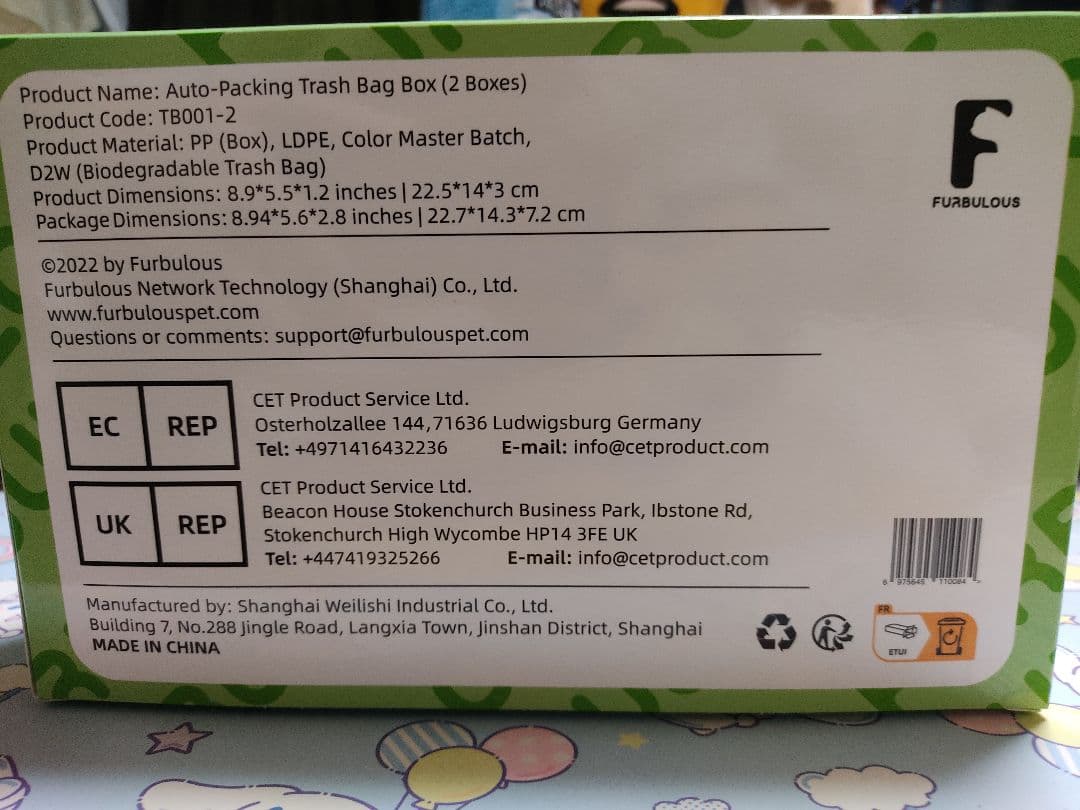 Product Name: Auto-Packing Trash Bag Box (2 Boxes)
Product Code: TB001-2
Product Material: PP (Box), LDPE, Color Master Batch,
D2W (Biodegradable Trash Bag)
Product Dimensions: 8.9*5.5*1.2 inches | 22.5*14*3 cm
Package Dimensions: 8.94*5.6*2.8 inches | 22.7*14.3*7.2 cm
FURBULOUS
©2022 by Furbulous
Furbulous Network Technology (Shanghai) Co., Ltd.
www.furbulouspet.com
Questions or comments: support@furbulouspet.com
EC REP
CET Product Service Ltd.
Osterholzallee 144,71636 Ludwigsburg Germany
Tel: +4971416432236 E-mail: info@cetproduct.com
UK REP
CET Product Service Ltd.
Beacon House Stokenchurch Business Park, Ibstone Rd,
Stokenchurch High Wycombe HP14 3FE UK
Tel: +447419325266 E-mail: info@cetproduct.com
6 975645 110084
Manufactured by: Shanghai Weilishi Industrial Co., Ltd.
Building 7, No.288 Jingle Road, Langxia Town, Jinshan District, Shanghai
MADE IN CHINA
FR
ETUI